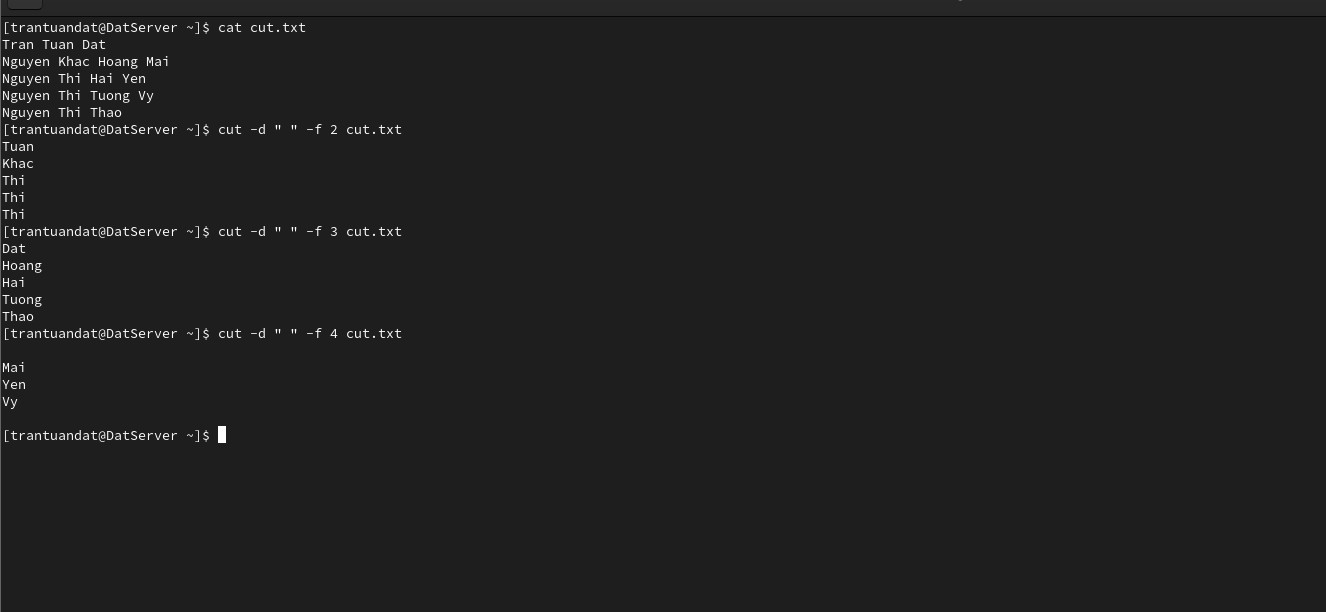 [trantuandat@DatServer ~]$ cat cut.txt
Tran Tuan Dat
Nguyen Khac Hoang Mai
Nguyen Thi Hai Yen
Nguyen Thi Tuong Vy
Nguyen Thi Thao
[trantuandat@DatServer ~]$ cut -d " " -f 2 cut.txt
Tuan
Khac
Thi
Thi
Thi
[trantuandat@DatServer ~]$ cut -d " " -f 3 cut.txt
Dat
Hoang
Hai
Tuong
Thao
[trantuandat@DatServer ~]$ cut -d " " -f 4 cut.txt

Mai
Yen
Vy

[trantuandat@DatServer ~]$